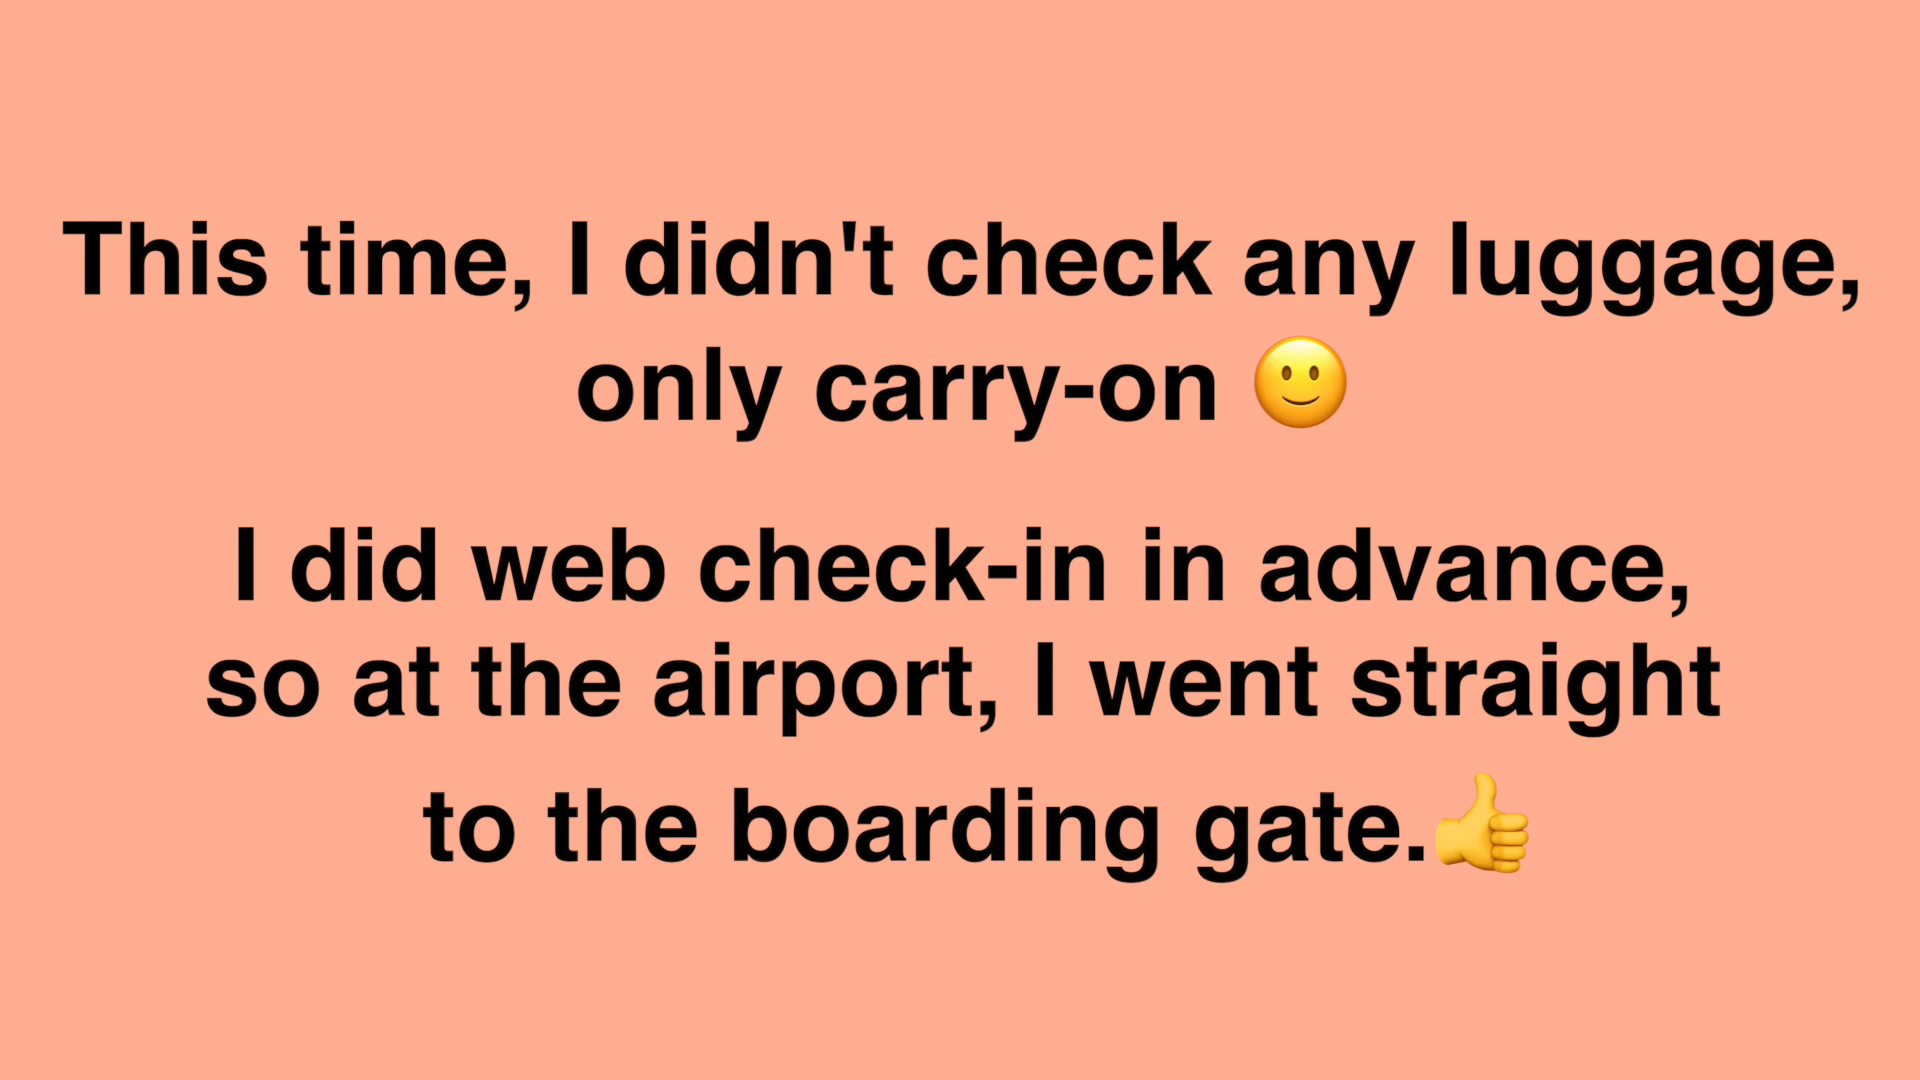 This time, I didn't check any luggage,
only carry-on 🙂
I did web check-in in advance,
so at the airport, I went straight
to the boarding gate.👍